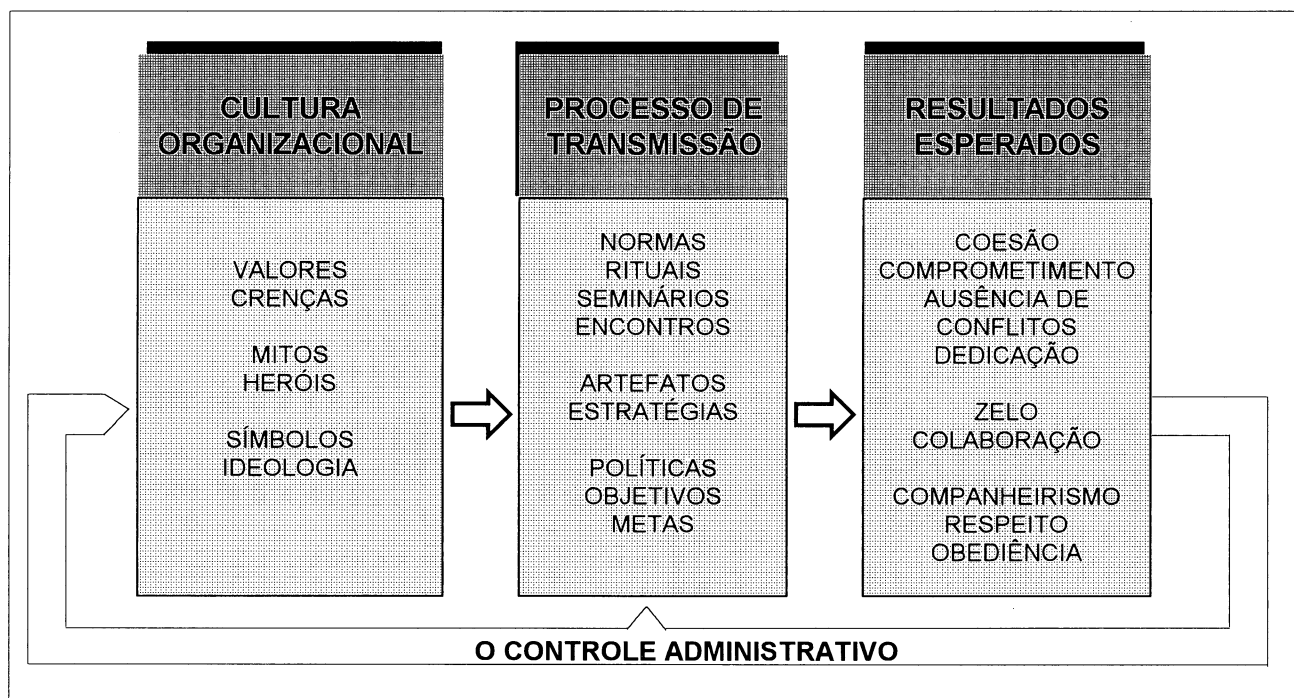 CULTURA
ORGANIZACIONAL
VALORES
CRENÇAS
MITOS
HERÓIS
SÍMBOLOS
IDEOLOGIA
PROCESSO DE
TRANSMISSÃO
NORMAS
RITUAIS
SEMINÁRIOS
ENCONTROS
ARTEFATOS
ESTRATÉGIAS
POLÍTICAS
OBJETIVOS
METAS
RESULTADOS
ESPERADOS
COESÃO
COMPROMETIMENTO
AUSÊNCIA DE
CONFLITOS
DEDICAÇÃO
ZELO
COLABORAÇÃO
COMPANHEIRISMO
RESPEITO
OBEDIÊNCIA
O CONTROLE ADMINISTRATIVO